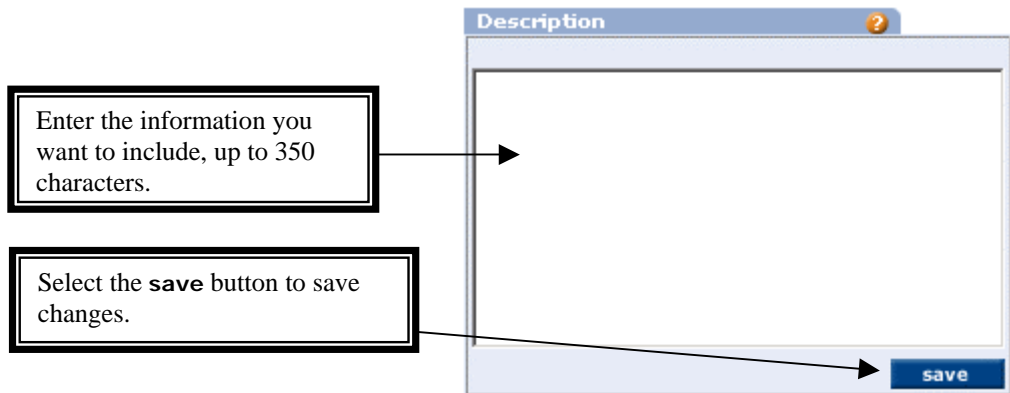 Description ?
Enter the information you
want to include, up to 350
characters.
Select the save button to save
changes.
save